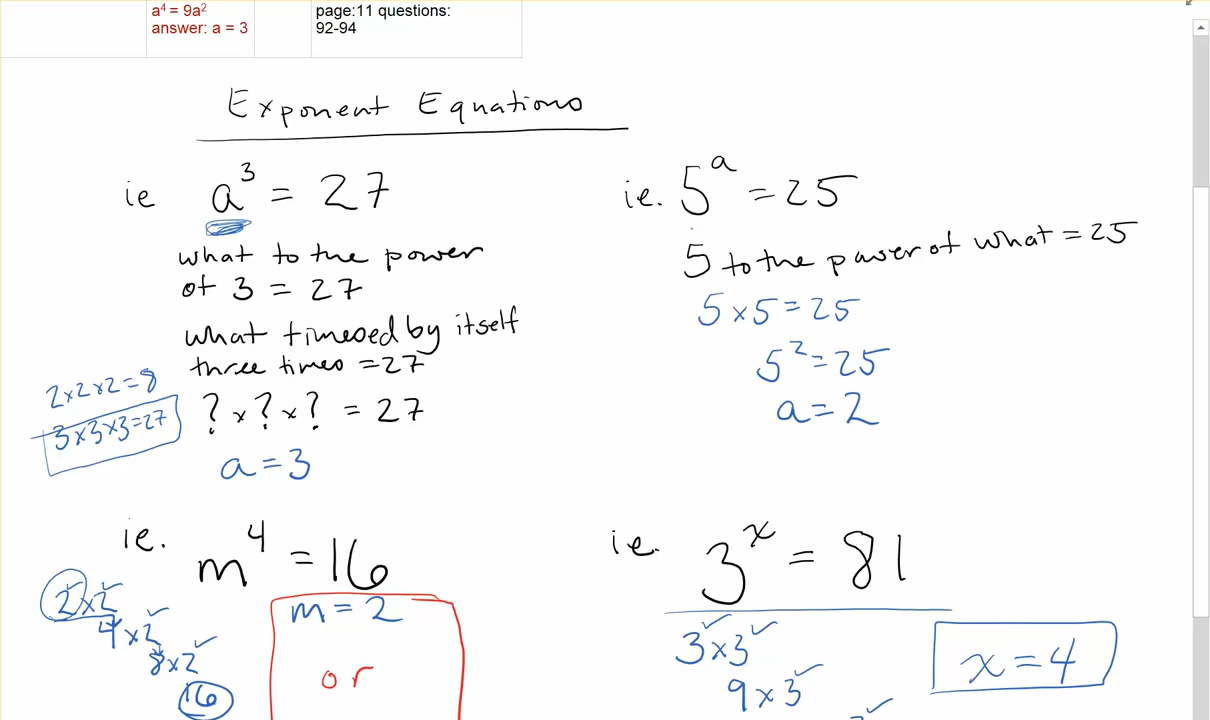 a⁴ = 9a²
answer: a = 3
page:11 questions:
92-94
Exponent Equations
ie a³ = 27
what to the power
of 3 = 27
what timesed by itself
three times = 27
2×2×2=8
3×3×3=27
? × ? × ? = 27
a = 3
ie. 5ᵃ = 25
5 to the power of what = 25
5×5=25
5²=25
a=2
ie. m⁴ = 16
2×2
4×2
8×2
16
m = 2
or
ie. 3ˣ = 81
3×3
9×3
x=4